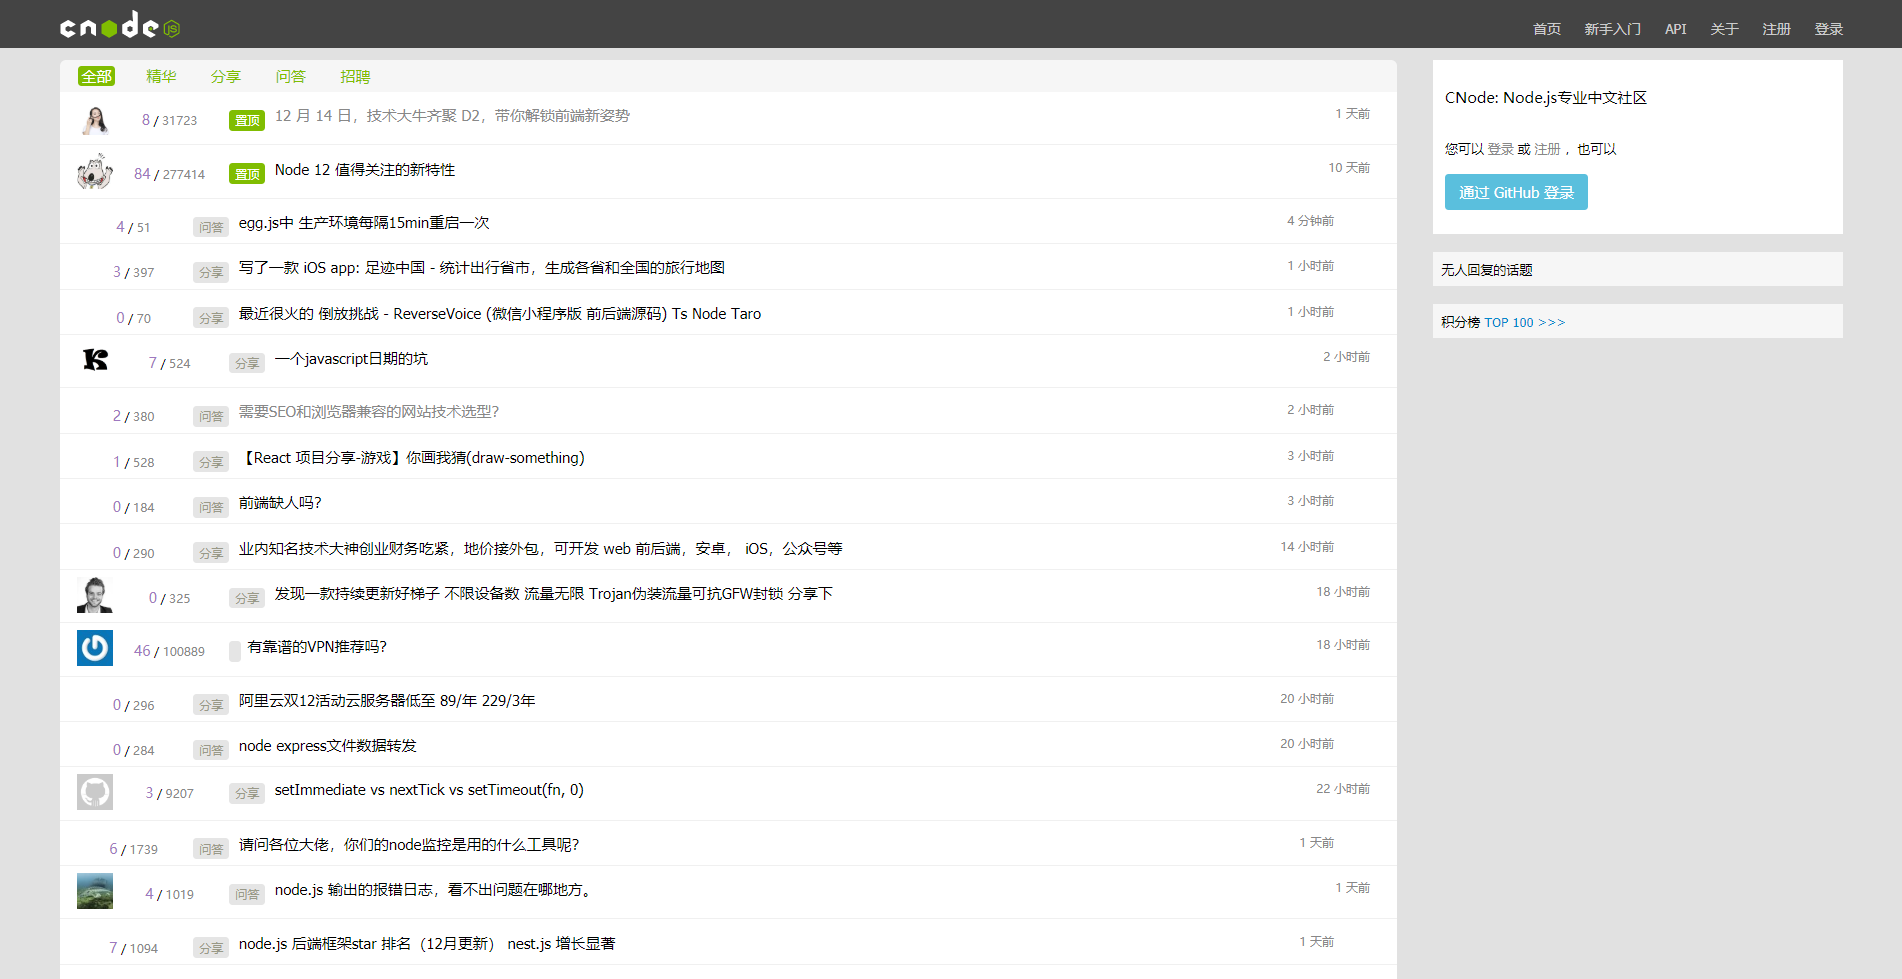 cnode JS
首页 新手入门 API 关于 注册 登录
全部 精华 分享 问答 招聘
8 / 31723 置顶 12 月 14 日，技术大牛齐聚 D2，带你解锁前端新姿势 1 天前
84 / 277414 置顶 Node 12 值得关注的新特性 10 天前
4 / 51 问答 egg.js中 生产环境每隔15min重启一次 4 分钟前
3 / 397 分享 写了一款 iOS app: 足迹中国 - 统计出行省市，生成各省和全国的旅行地图 1 小时前
0 / 70 分享 最近很火的 倒放挑战 - ReverseVoice (微信小程序版 前后端源码) Ts Node Taro 1 小时前
7 / 524 分享 一个javascript日期的坑 2 小时前
2 / 380 问答 需要SEO和浏览器兼容的网站技术选型? 2 小时前
1 / 528 分享 【React 项目分享-游戏】你画我猜(draw-something) 3 小时前
0 / 184 问答 前端缺人吗? 3 小时前
0 / 290 分享 业内知名技术大神创业财务吃紧，地价接外包，可开发 web 前后端，安卓， iOS，公众号等 14 小时前
0 / 325 分享 发现一款持续更新好梯子 不限设备数 流量无限 Trojan伪装流量可抗GFW封锁 分享下 18 小时前
46 / 100889 有靠谱的VPN推荐吗? 18 小时前
0 / 296 分享 阿里云双12活动云服务器低至 89/年 229/3年 20 小时前
0 / 284 问答 node express文件数据转发 20 小时前
3 / 9207 分享 setImmediate vs nextTick vs setTimeout(fn, 0) 22 小时前
6 / 1739 问答 请问各位大佬，你们的node监控是用的什么工具呢? 1 天前
4 / 1019 问答 node.js 输出的报错日志，看不出问题在哪地方。 1 天前
7 / 1094 分享 node.js 后端框架star 排名（12月更新） nest.js 增长显著 1 天前
CNode: Node.js专业中文社区
您可以 登录 或 注册 ，也可以
通过 GitHub 登录
无人回复的话题
积分榜 TOP 100 >>>